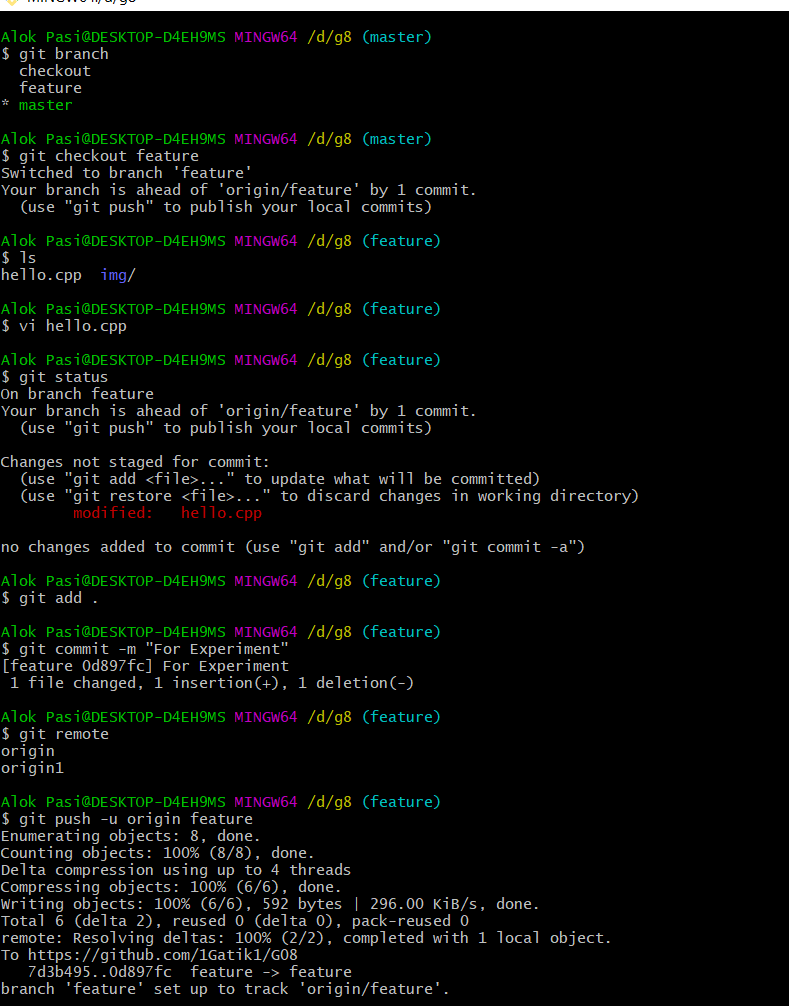 Alok Pasi@DESKTOP-D4EH9MS MINGW64 /d/g8 (master)
$ git branch
  checkout
  feature
* master

Alok Pasi@DESKTOP-D4EH9MS MINGW64 /d/g8 (master)
$ git checkout feature
Switched to branch 'feature'
Your branch is ahead of 'origin/feature' by 1 commit.
  (use "git push" to publish your local commits)

Alok Pasi@DESKTOP-D4EH9MS MINGW64 /d/g8 (feature)
$ ls
hello.cpp  img/

Alok Pasi@DESKTOP-D4EH9MS MINGW64 /d/g8 (feature)
$ vi hello.cpp

Alok Pasi@DESKTOP-D4EH9MS MINGW64 /d/g8 (feature)
$ git status
On branch feature
Your branch is ahead of 'origin/feature' by 1 commit.
  (use "git push" to publish your local commits)

Changes not staged for commit:
  (use "git add <file>..." to update what will be committed)
  (use "git restore <file>..." to discard changes in working directory)
        modified:   hello.cpp

no changes added to commit (use "git add" and/or "git commit -a")

Alok Pasi@DESKTOP-D4EH9MS MINGW64 /d/g8 (feature)
$ git add .

Alok Pasi@DESKTOP-D4EH9MS MINGW64 /d/g8 (feature)
$ git commit -m "For Experiment"
[feature 0d897fc] For Experiment
 1 file changed, 1 insertion(+), 1 deletion(-)

Alok Pasi@DESKTOP-D4EH9MS MINGW64 /d/g8 (feature)
$ git remote
origin
origin1

Alok Pasi@DESKTOP-D4EH9MS MINGW64 /d/g8 (feature)
$ git push -u origin feature
Enumerating objects: 8, done.
Counting objects: 100% (8/8), done.
Delta compression using up to 4 threads
Compressing objects: 100% (6/6), done.
Writing objects: 100% (6/6), 592 bytes | 296.00 KiB/s, done.
Total 6 (delta 2), reused 0 (delta 0), pack-reused 0
remote: Resolving deltas: 100% (2/2), completed with 1 local object.
To https://github.com/1Gatik1/G08
   7d3b495..0d897fc  feature -> feature
branch 'feature' set up to track 'origin/feature'.